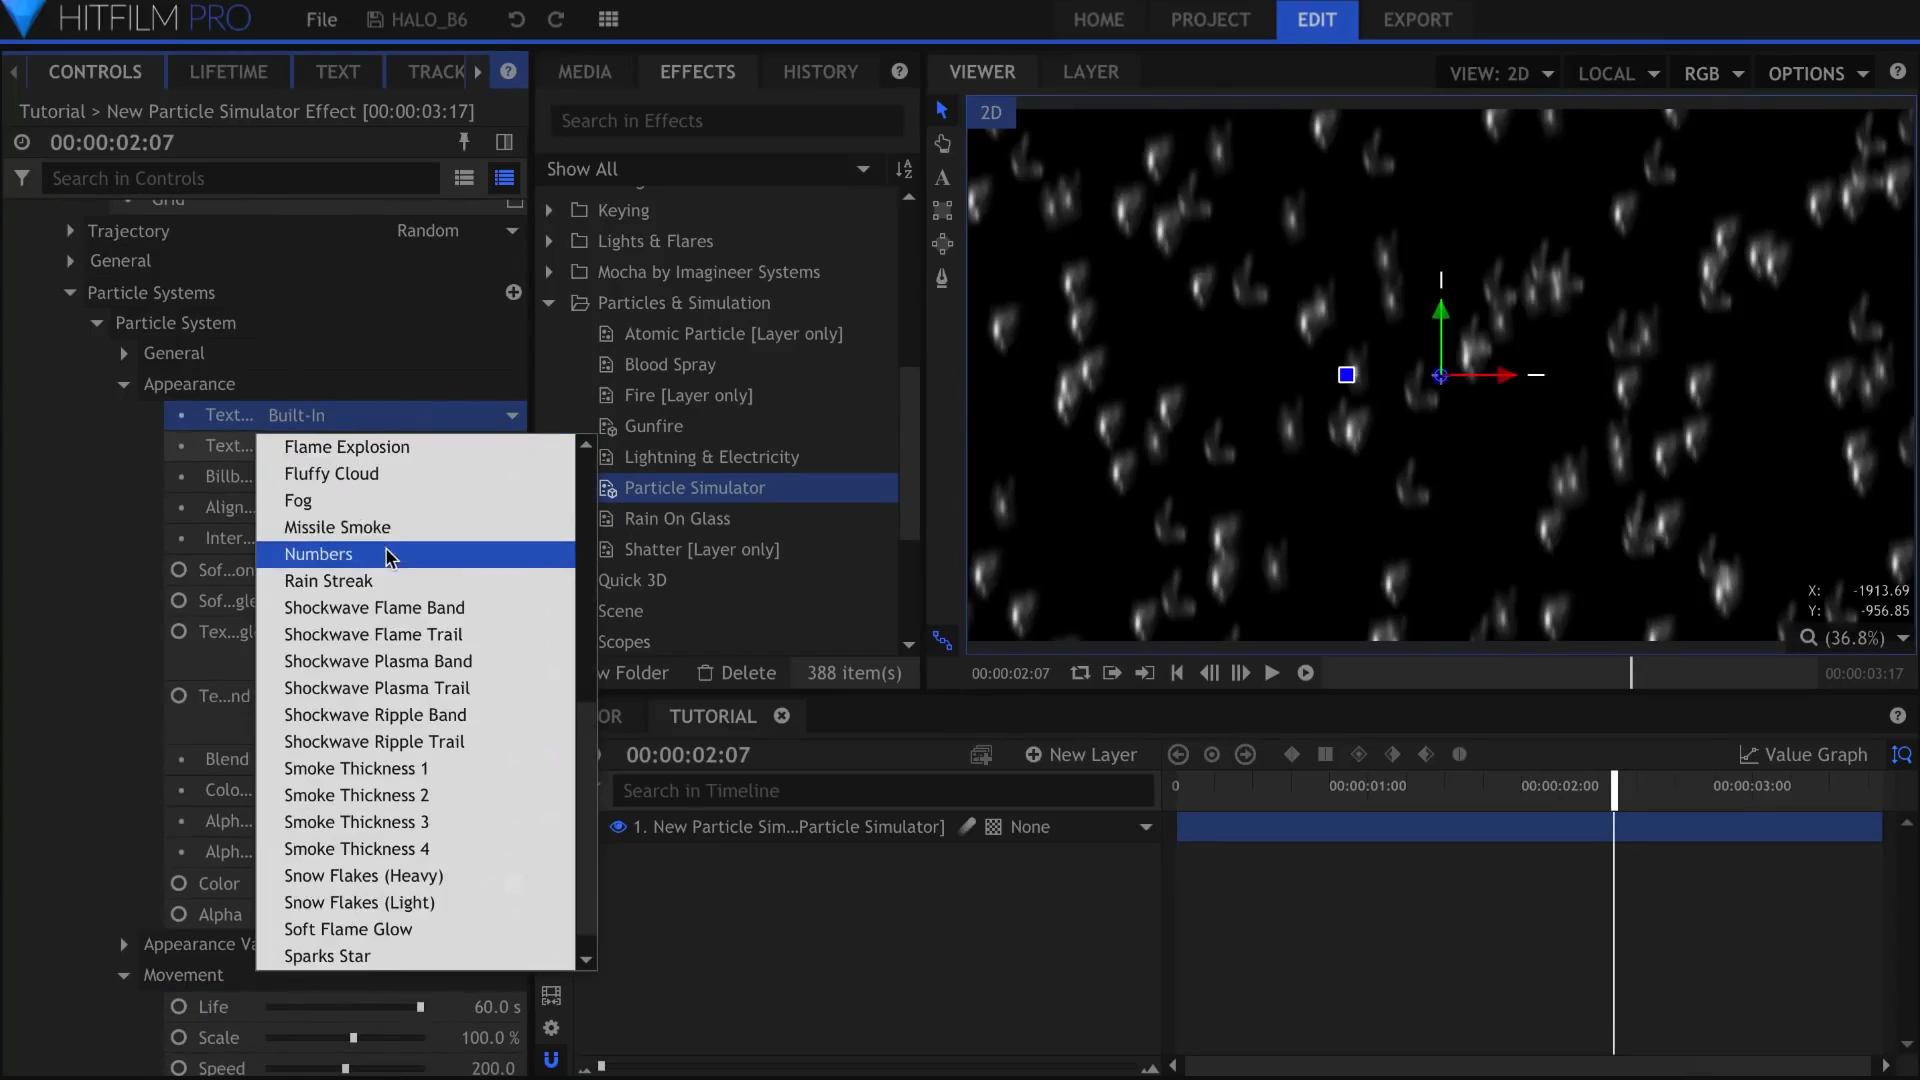 HITFILM PRO
File
HALO_B6
HOME
PROJECT
EDIT
EXPORT
CONTROLS
LIFETIME
TEXT
TRACK
Tutorial > New Particle Simulator Effect [00:00:03:17]
00:00:02:07
Search in Controls
Grid
Trajectory
Random
General
Particle Systems
Particle System
General
Appearance
Text...
Built-In
Text...
Billb...
Align...
Inter...
Sof...on
Sof...gle
Tex...gl
Te...nd
Blend
Colo...
Alph...
Alph...
Color
Alpha
Appearance Va
Movement
Life
60.0 s
Scale
100.0 %
Speed
200.0
Flame Explosion
Fluffy Cloud
Fog
Missile Smoke
Numbers
Rain Streak
Shockwave Flame Band
Shockwave Flame Trail
Shockwave Plasma Band
Shockwave Plasma Trail
Shockwave Ripple Band
Shockwave Ripple Trail
Smoke Thickness 1
Smoke Thickness 2
Smoke Thickness 3
Smoke Thickness 4
Snow Flakes (Heavy)
Snow Flakes (Light)
Soft Flame Glow
Sparks Star
MEDIA
EFFECTS
HISTORY
Search in Effects
Show All
Keying
Lights & Flares
Mocha by Imagineer Systems
Particles & Simulation
Atomic Particle [Layer only]
Blood Spray
Fire [Layer only]
Gunfire
Lightning & Electricity
Particle Simulator
Rain On Glass
Shatter [Layer only]
Quick 3D
Scene
Scopes
w Folder
Delete
388 item(s)
VIEWER
LAYER
VIEW: 2D
LOCAL
RGB
OPTIONS
2D
X: -1913.69
Y: -956.85
(36.8%)
00:00:02:07
00:00:03:17
OR
TUTORIAL
00:00:02:07
New Layer
Value Graph
Search in Timeline
0
00:00:01:00
00:00:02:00
00:00:03:00
1. New Particle Sim...Particle Simulator]
None